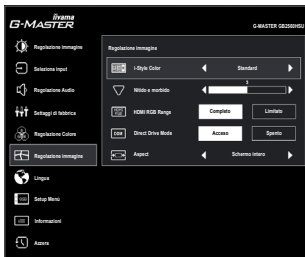 iiyama
G-MASTER
G-MASTER GB2560HSU
Regolazione immagine
Seleziona input
Regolazione Audio
Settaggi di fabbrica
Regolazione Colore
Regolazione immagine
Lingua
Setup Menù
Informazioni
Azzera
Regolazione immagine
i-Style Color
Standard
Nitido e morbido
3
HDMI RGB Range
Completo
Limitato
Direct Drive Mode
Acceso
Spento
Aspect
Schermo intero